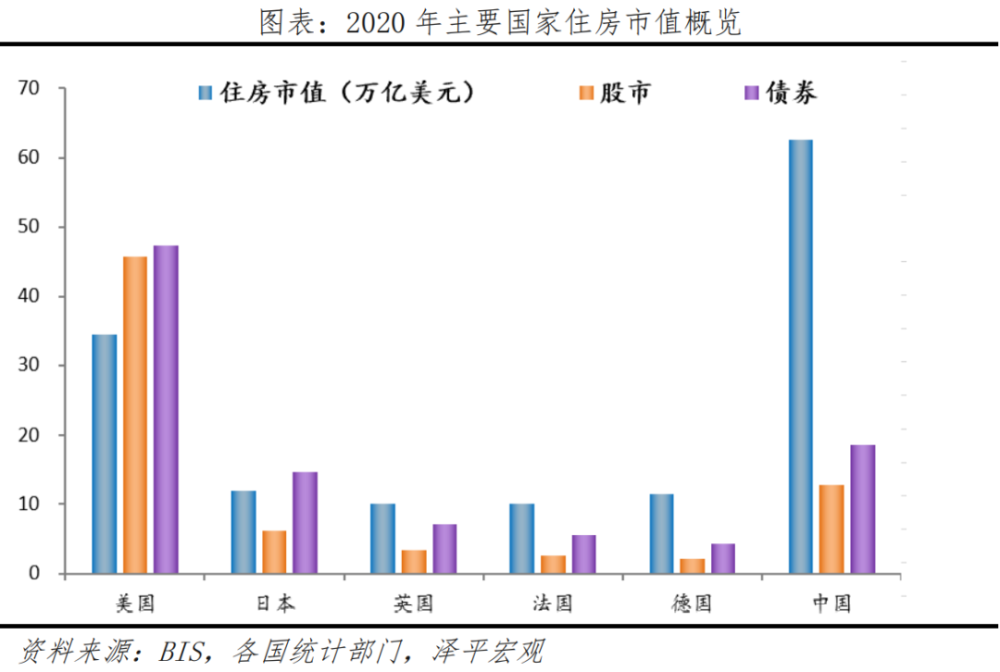 图表：2020 年主要国家住房市值概览
住房市值（万亿美元） 股市 债券
70
60
50
40
30
20
10
0
美国 日本 英国 法国 德国 中国
资料来源：BIS，各国统计部门，泽平宏观